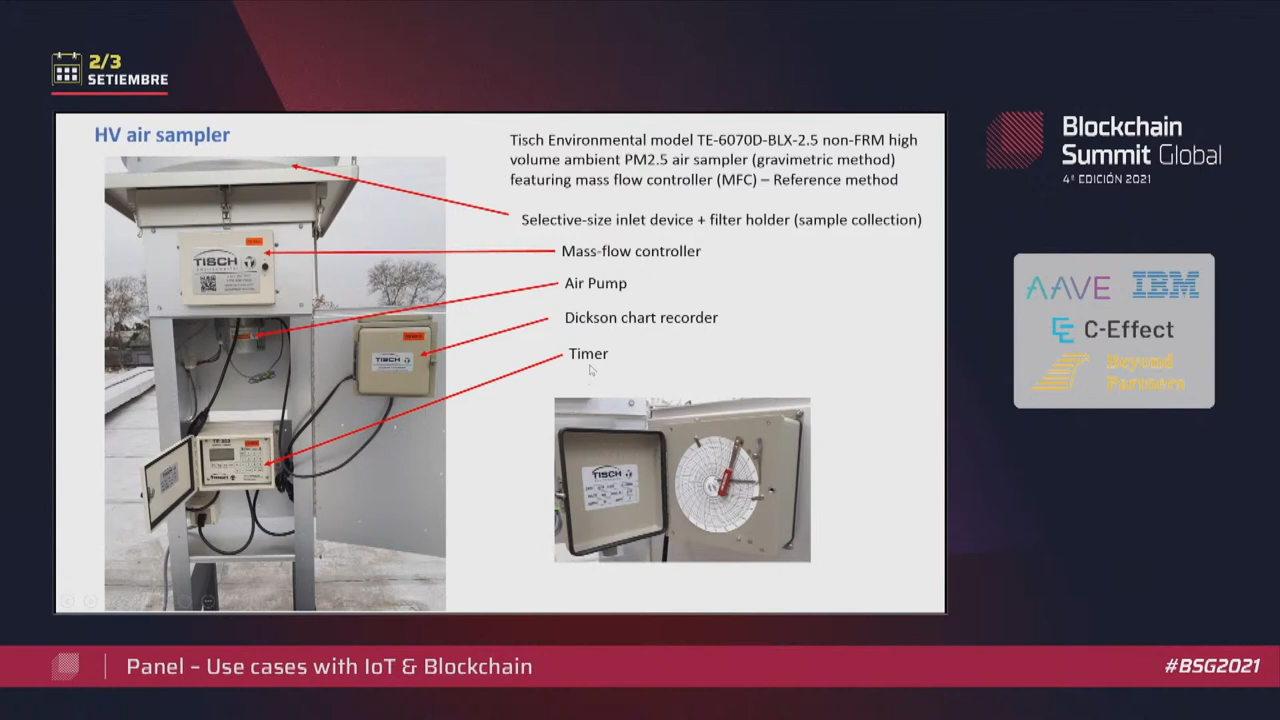 2/3
SETIEMBRE
HV air sampler
Tisch Environmental model TE-6070D-BLX-2.5 non-FRM high
volume ambient PM2.5 air sampler (gravimetric method)
featuring mass flow controller (MFC) – Reference method
Selective-size inlet device + filter holder (sample collection)
Mass-flow controller
Air Pump
Dickson chart recorder
Timer
TISCH
TISCH
TISCH
Blockchain
Summit Global
4ª EDICIÓN 2021
AAVE
IBM
C-Effect
Beyond
Partners
Panel – Use cases with IoT & Blockchain
#BSG2021